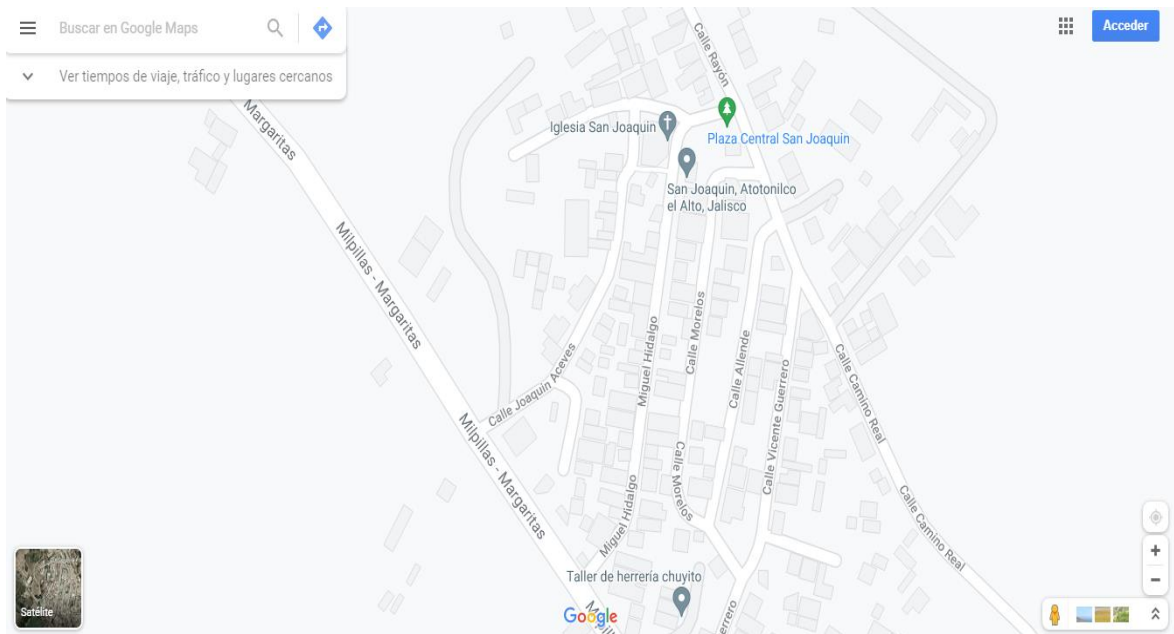 Buscar en Google Maps
Acceder
Ver tiempos de viaje, tráfico y lugares cercanos
Calle Rayón
Margaritas
Iglesia San Joaquin
Plaza Central San Joaquin
San Joaquin, Atotonilco
el Alto, Jalisco
Milpillas - Margaritas
Miguel Hidalgo
Calle Morelos
Calle Allende
Calle Vicente Guerrero
Calle Camino Real
Calle Joaquin Aceves
Milpillas - Margaritas
Calle Morelos
Miguel Hidalgo
Calle Camino Real
Taller de herrería chuyito
Satélite
Google